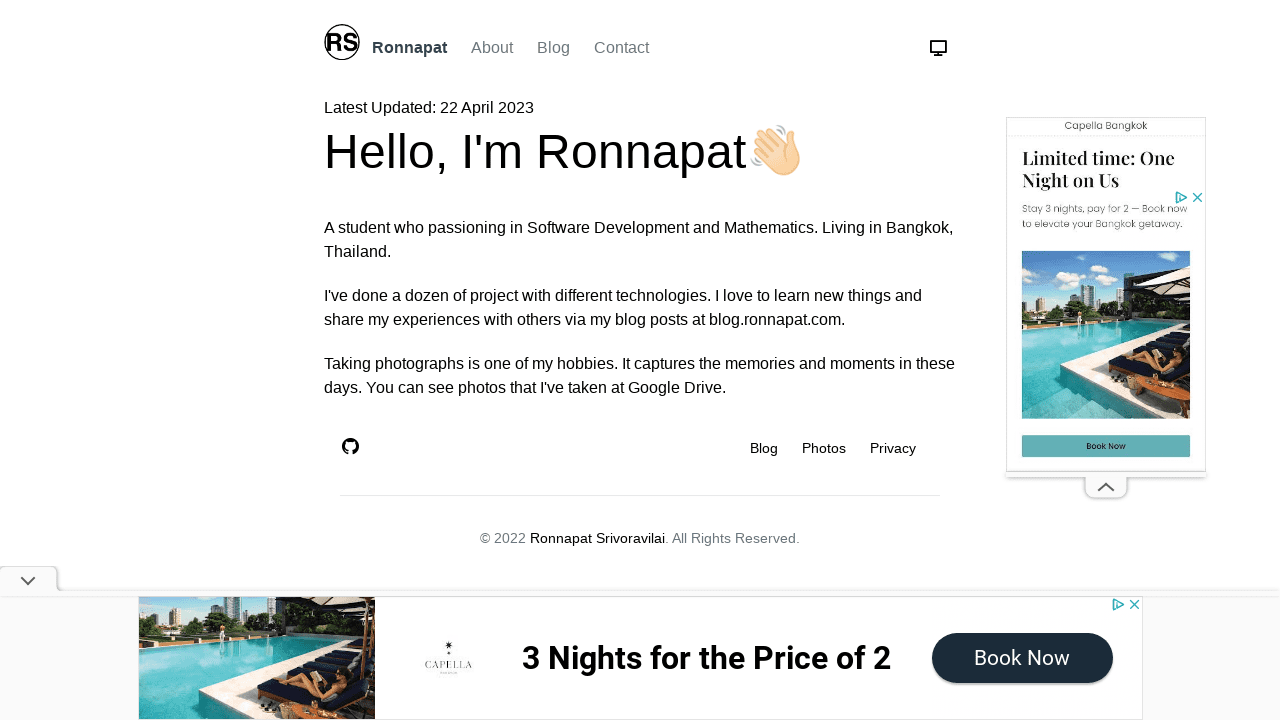 RS
Ronnapat About Blog Contact
Latest Updated: 22 April 2023
Hello, I'm Ronnapat👋🏻
A student who passioning in Software Development and Mathematics. Living in Bangkok,
Thailand.
I've done a dozen of project with different technologies. I love to learn new things and
share my experiences with others via my blog posts at blog.ronnapat.com.
Taking photographs is one of my hobbies. It captures the memories and moments in these
days. You can see photos that I've taken at Google Drive.
Blog Photos Privacy
© 2022 Ronnapat Srivoravilai. All Rights Reserved.
Capella Bangkok
Limited time: One
Night on Us
Stay 3 nights, pay for 2 — Book now
to elevate your Bangkok getaway.
Book Now
CAPELLA
3 Nights for the Price of 2
Book Now